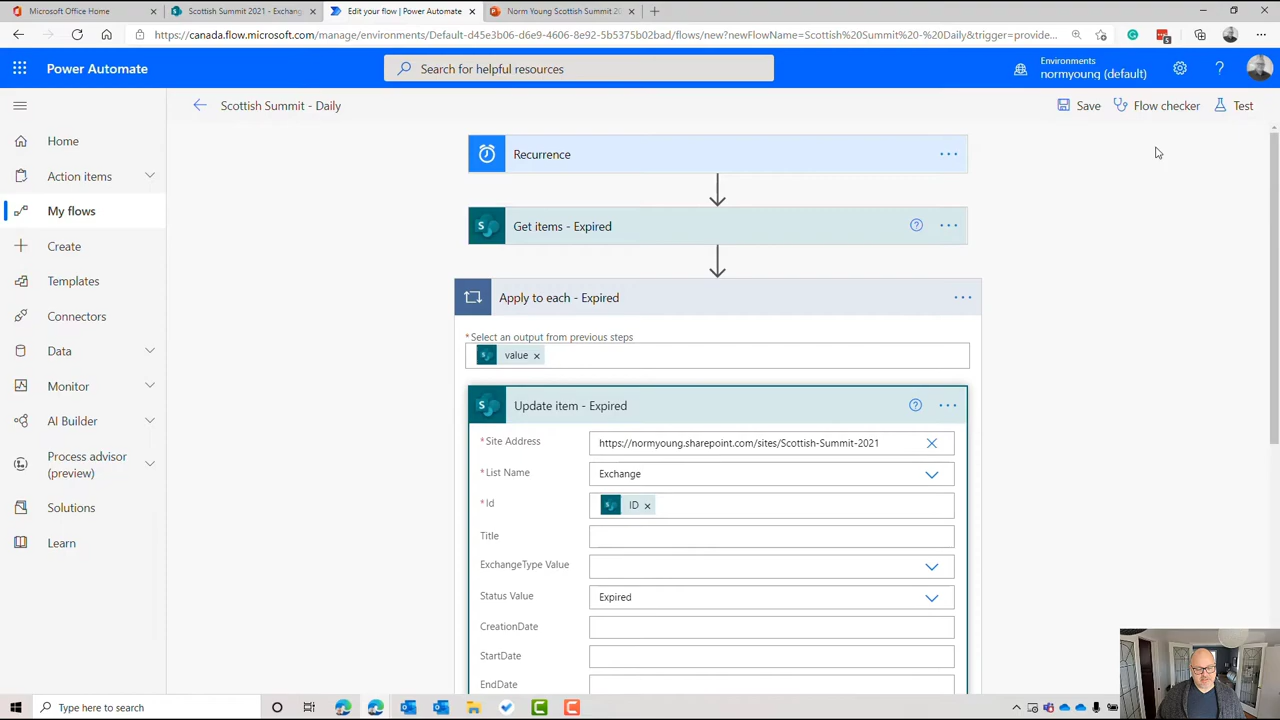 Microsoft Office Home
Scottish Summit 2021 - Exchange
Edit your flow | Power Automate
Norm Young Scottish Summit 20
https://canada.flow.microsoft.com/manage/environments/Default-d45e3b06-d6e9-4606-8e92-5b5375b02bad/flows/new?newFlowName=Scottish%20Summit%20-%20Daily&trigger=provide...
Power Automate
Search for helpful resources
Environments
normyoung (default)
Scottish Summit - Daily
Save
Flow checker
Test
Home
Action items
My flows
Create
Templates
Connectors
Data
Monitor
AI Builder
Process advisor
(preview)
Solutions
Learn
Recurrence
Get items - Expired
Apply to each - Expired
*Select an output from previous steps
value
Update item - Expired
*Site Address
https://normyoung.sharepoint.com/sites/Scottish-Summit-2021
*List Name
Exchange
*Id
ID
Title
ExchangeType Value
Status Value
Expired
CreationDate
StartDate
EndDate
Type here to search